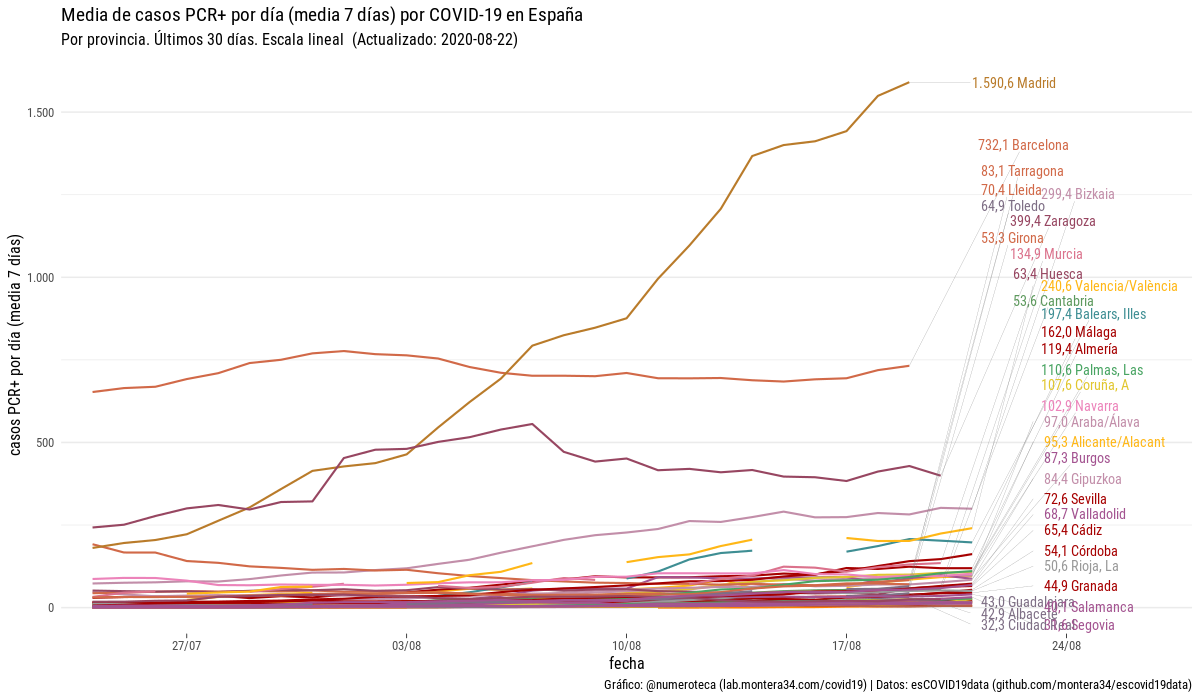 Media de casos PCR+ por día (media 7 días) por COVID-19 en España
Por provincia. Últimos 30 días. Escala lineal  (Actualizado: 2020-08-22)
casos PCR+ por día (media 7 días)
1.500
1.000
500
0
1.590,6 Madrid
732,1 Barcelona
83,1 Tarragona
70,4 Lleida
299,4 Bizkaia
64,9 Toledo
399,4 Zaragoza
53,3 Girona
134,9 Murcia
63,4 Huesca
240,6 Valencia/València
53,6 Cantabria
197,4 Balears, Illes
162,0 Málaga
119,4 Almería
110,6 Palmas, Las
107,6 Coruña, A
102,9 Navarra
97,0 Araba/Álava
95,3 Alicante/Alacant
87,3 Burgos
84,4 Gipuzkoa
72,6 Sevilla
68,7 Valladolid
65,4 Cádiz
54,1 Córdoba
50,6 Rioja, La
44,9 Granada
43,0 Guadalajara
Salamanca
42,9 Albacete
32,3 Ciudad Real
Segovia
27/07
03/08
10/08
17/08
24/08
fecha
Gráfico: @numeroteca (lab.montera34.com/covid19) | Datos: esCOVID19data (github.com/montera34/escovid19data)